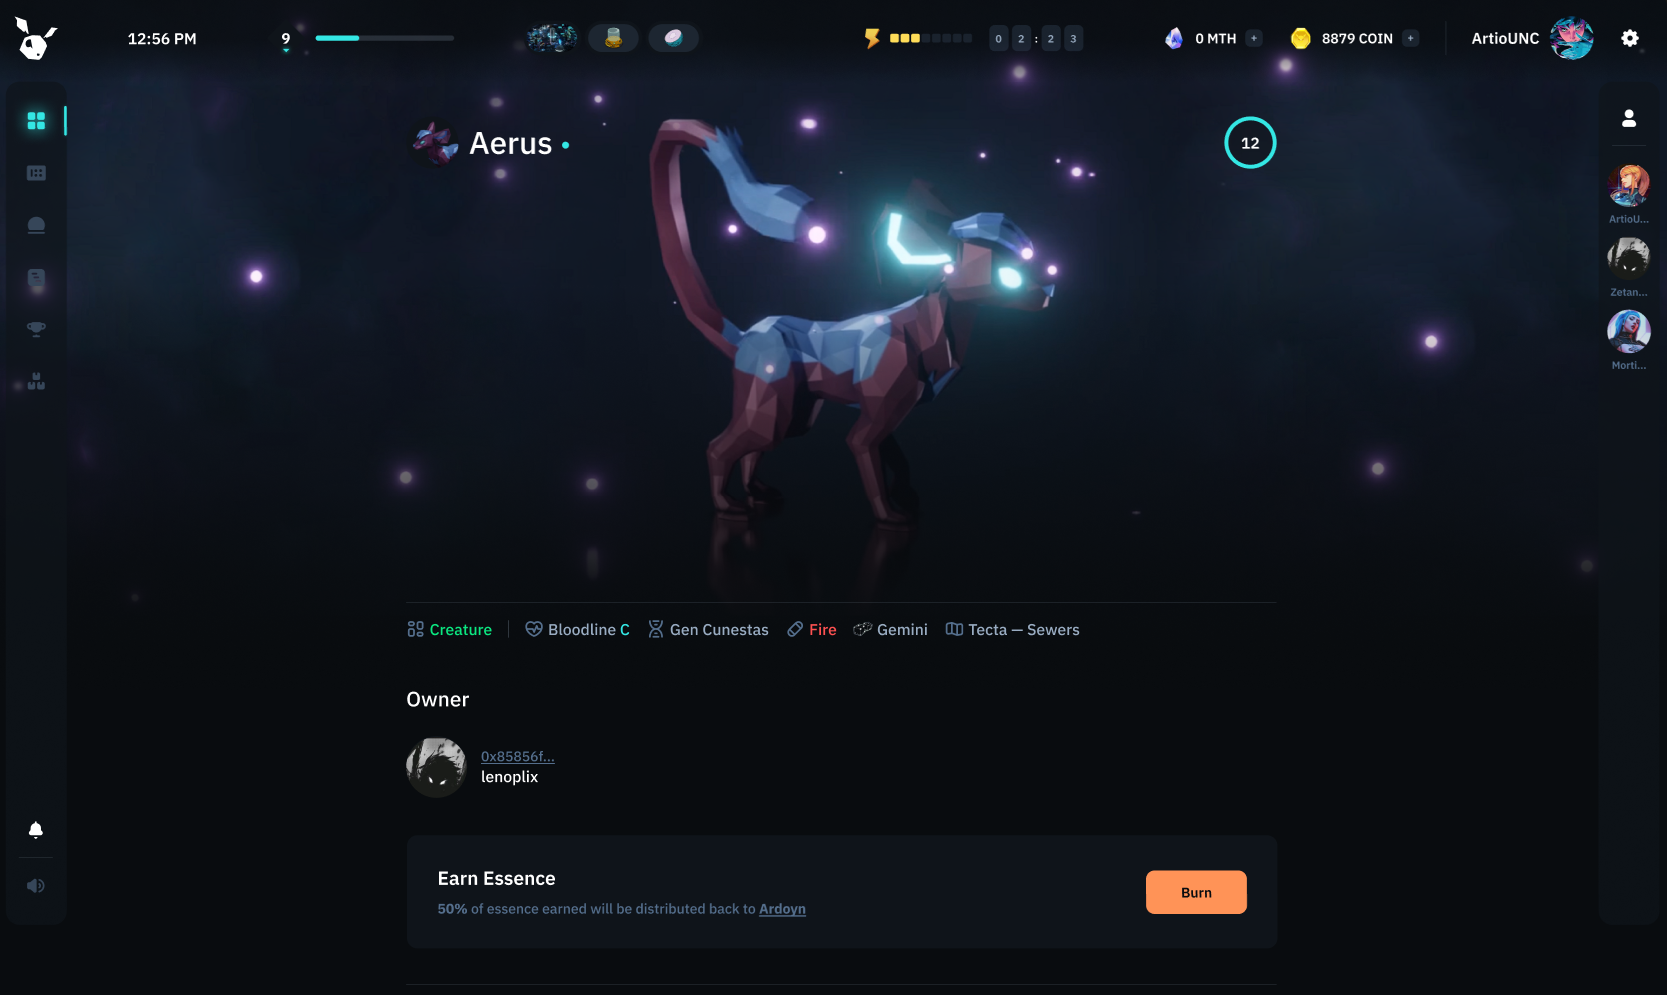 12:56 PM
9
0 2 : 2 3
0 MTH +
8879 COIN +
ArtioUNC
Aerus
12
ArtioU...
Zetan...
Morti...
Creature
Bloodline C
Gen Cunestas
Fire
Gemini
Tecta — Sewers
Owner
0x85856f...
lenoplix
Earn Essence
50% of essence earned will be distributed back to Ardoyn
Burn